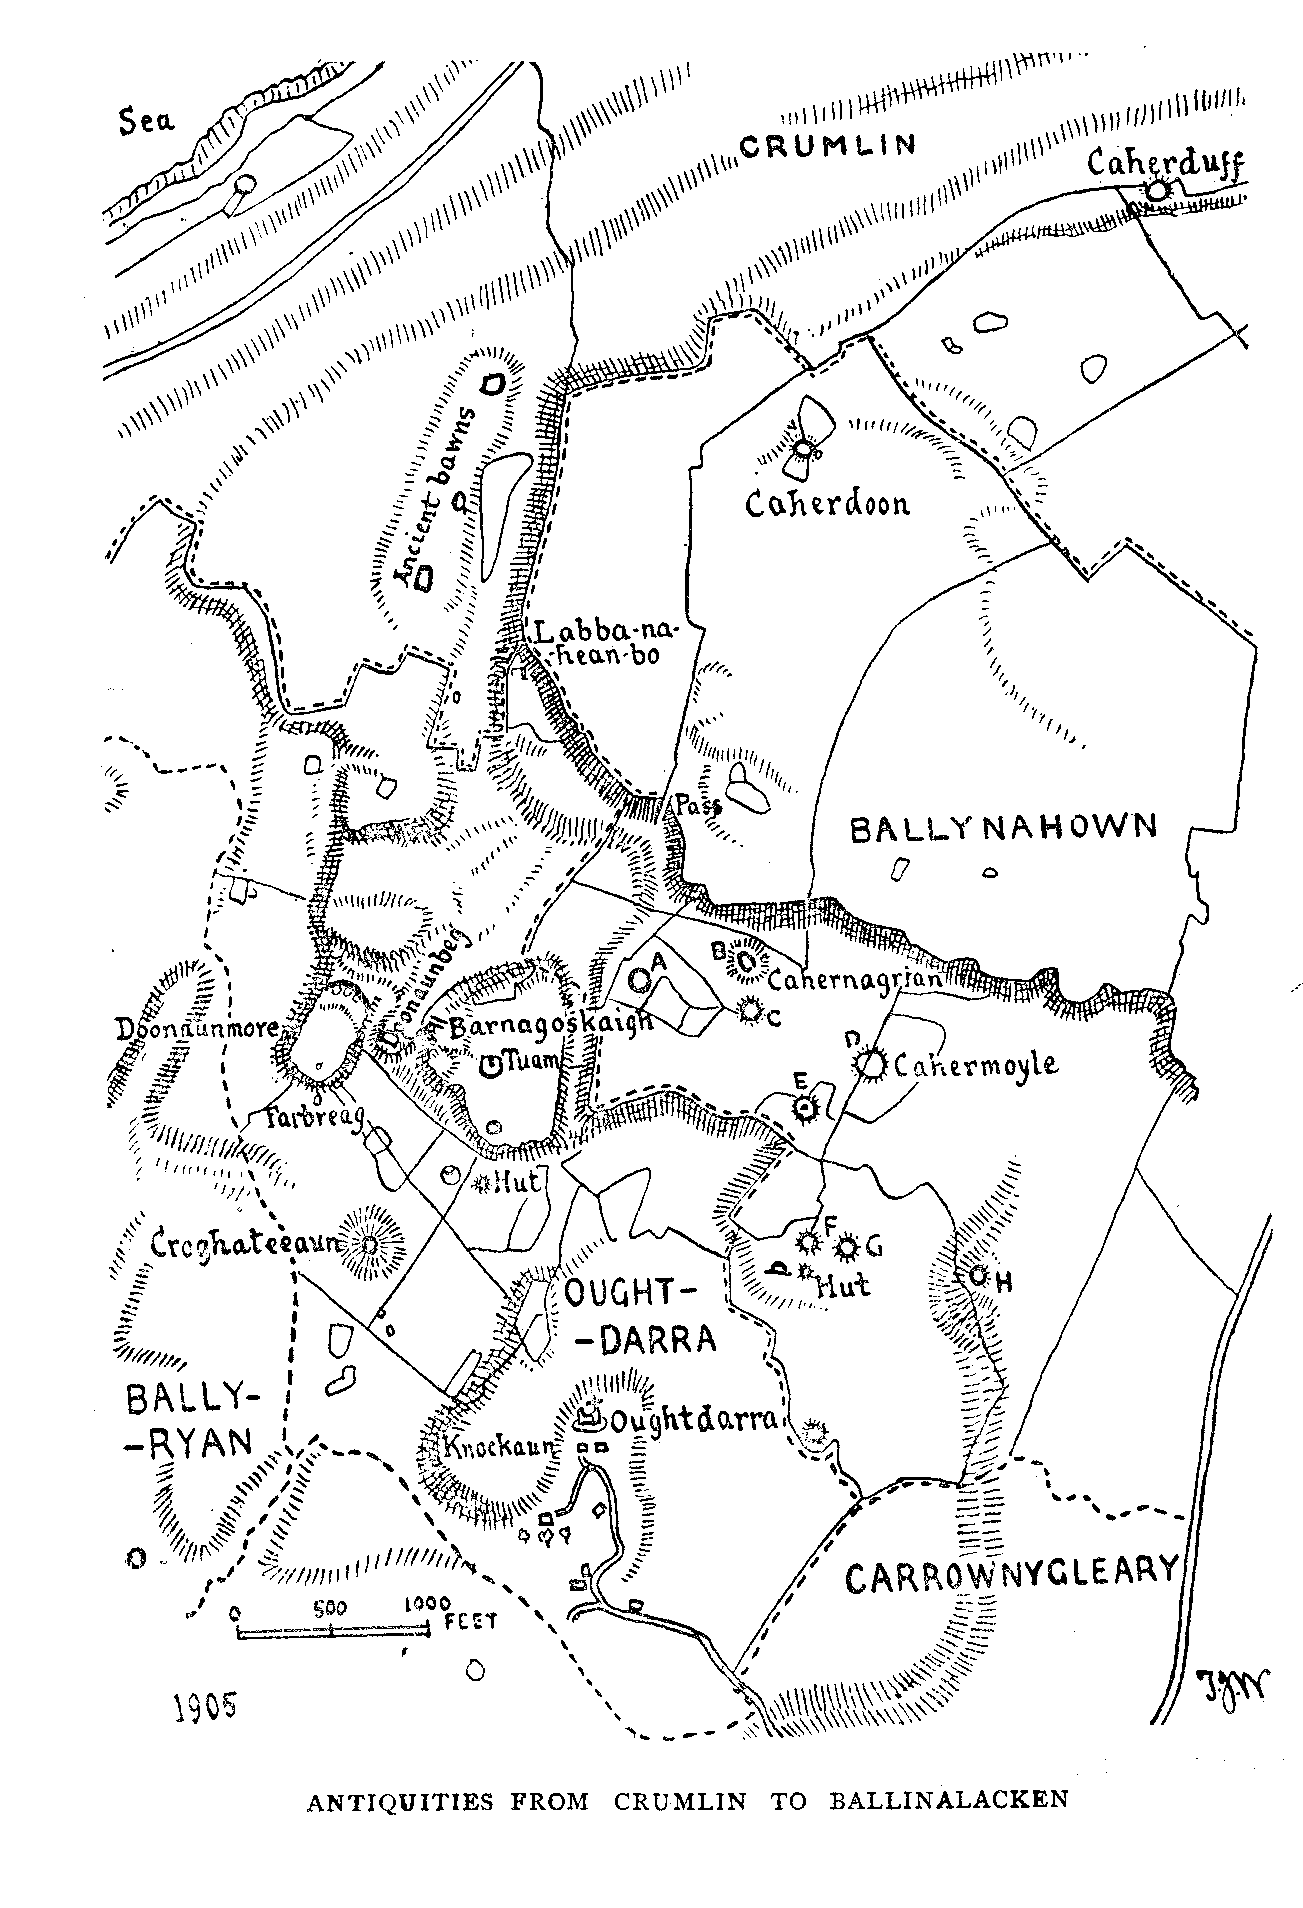 Sea
CRUMLIN
Caherduff
Ancient bawns
Caherdoon
Labba-na-
-hean-bo
Pass
BALLYNAHOWN
A
B
Cahernagrian
C
Doonaunmore
Cronaunbeg
Barnagoskaigh
Tuam
D
Cahermoyle
E
Farbreag
Hut
Croghateeaun
F
G
b
Hut
H
OUGHT-
-DARRA
BALLY-
-RYAN
Knockaun
Oughtdarra
CARROWNYGLEARY
0 500 1000
FEET
1905
T.J.W
ANTIQUITIES FROM CRUMLIN TO BALLINALACKEN